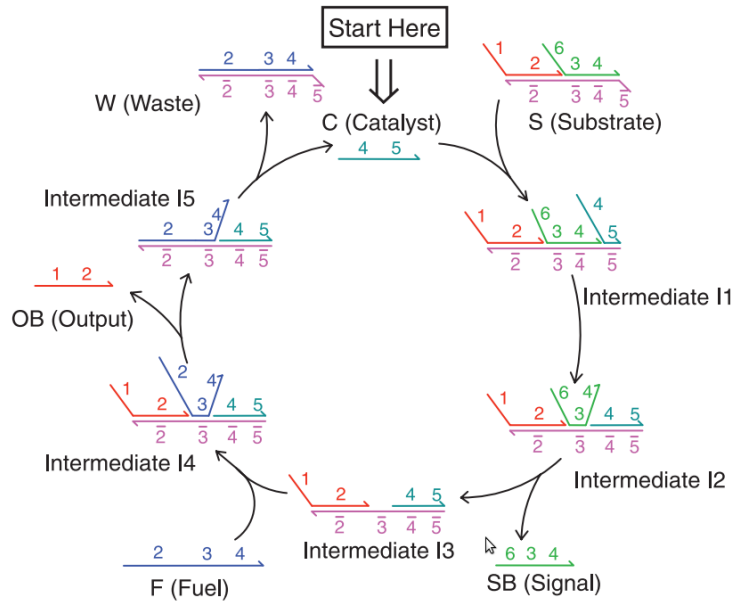 Start Here
C (Catalyst)
4 5
1 6
2 3 4
2̅ 3̅ 4̅ 5̅
S (Substrate)
1 6 4
2 3 4 5
2̅ 3̅ 4̅ 5̅
Intermediate I1
1 6 4
2 3 4 5
2̅ 3̅ 4̅ 5̅
Intermediate I2
6 3 4
SB (Signal)
1
2 4 5
2̅ 3̅ 4̅ 5̅
Intermediate I3
2 3 4
F (Fuel)
1 2 4
2 3 4 5
2̅ 3̅ 4̅ 5̅
Intermediate I4
1 2
OB (Output)
Intermediate I5
4
2 3 4 5
2̅ 3̅ 4̅ 5̅
2 3 4
2̅ 3̅ 4̅ 5̅
W (Waste)